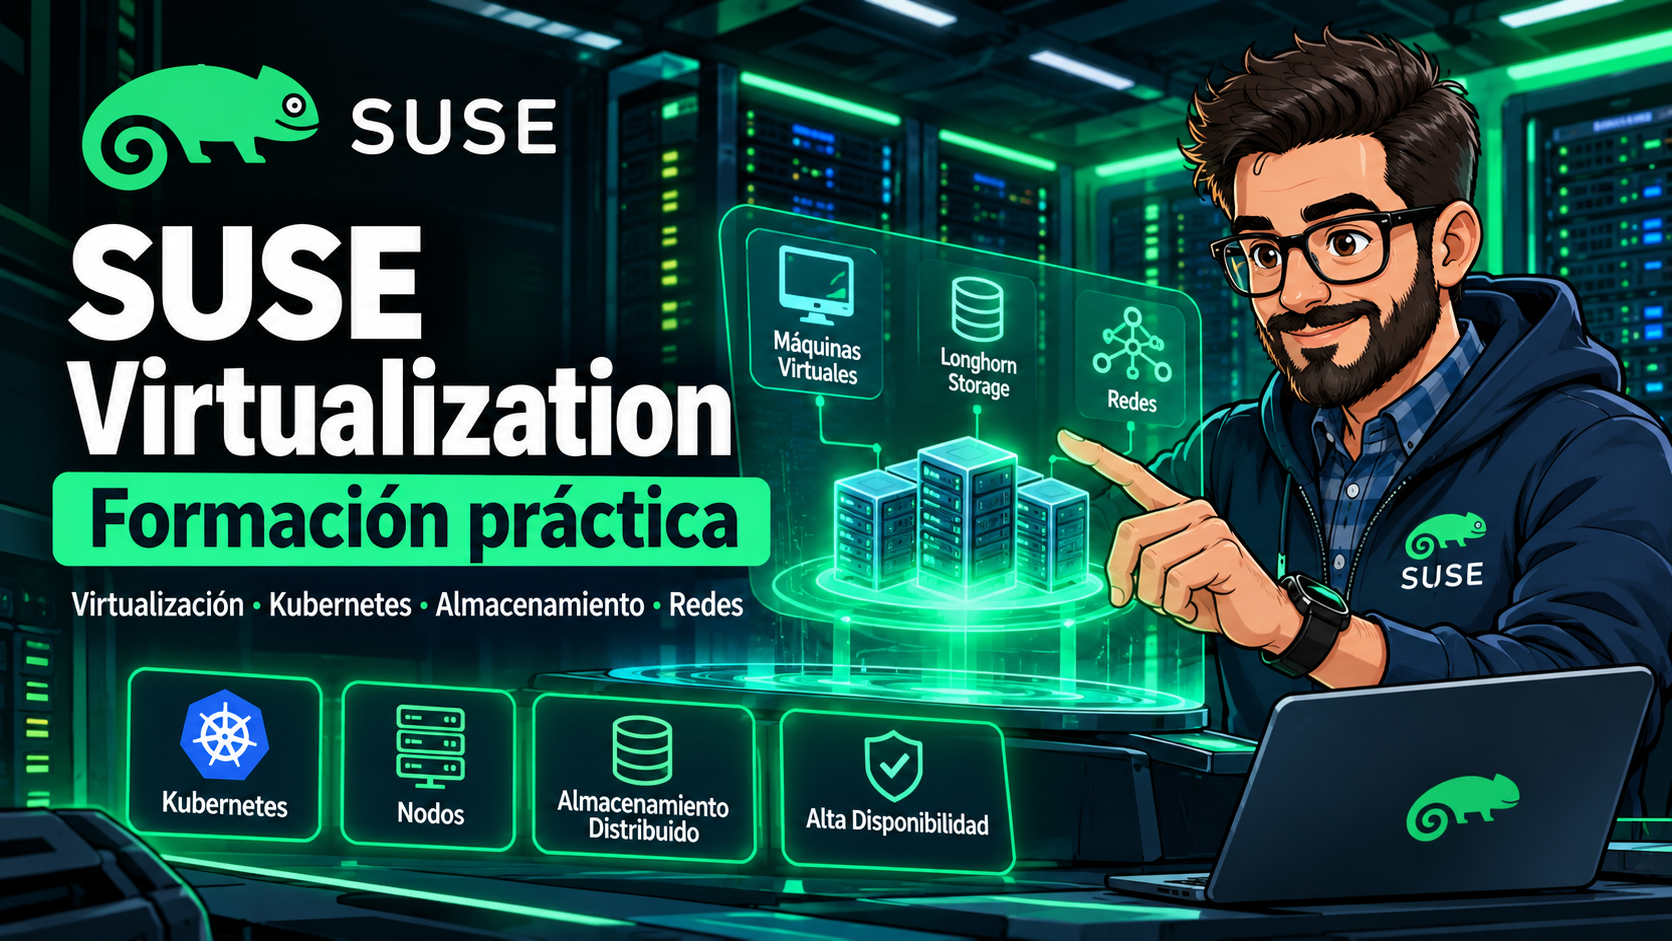 SUSE
SUSE
Virtualization
Formación práctica
Virtualización • Kubernetes • Almacenamiento • Redes
Máquinas
Virtuales
Longhorn
Storage
Redes
SUSE
Kubernetes
Nodos
Almacenamiento
Distribuido
Alta Disponibilidad